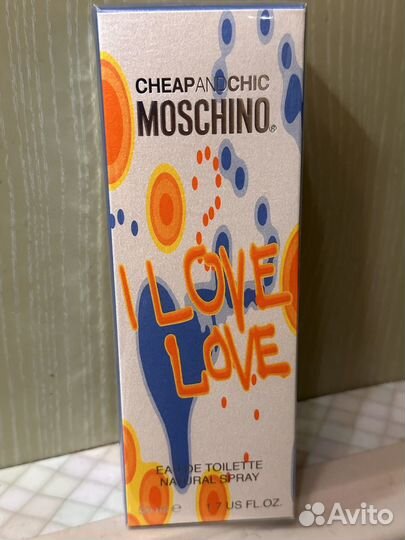 CHEAPANDCHIC
MOSCHINO®
I LOVE
LOVE
EAU DE TOILETTE
NATURAL SPRAY
1.7 US FL.OZ.
Avito